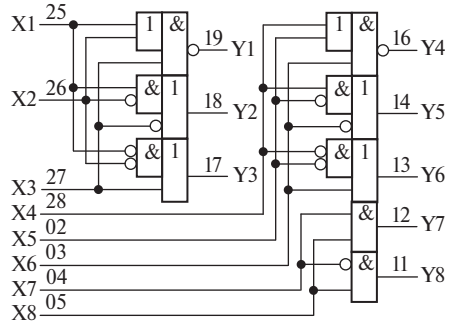 X1 25 1 & 19 Y1
1 & 16 Y4
X2 26 & 1 18 Y2
& 1 14 Y5
& 1 17 Y3
& 1 13 Y6
X3 27
X4 28
X5 02 & 12 Y7
X6 03
X7 04 & 11 Y8
X8 05